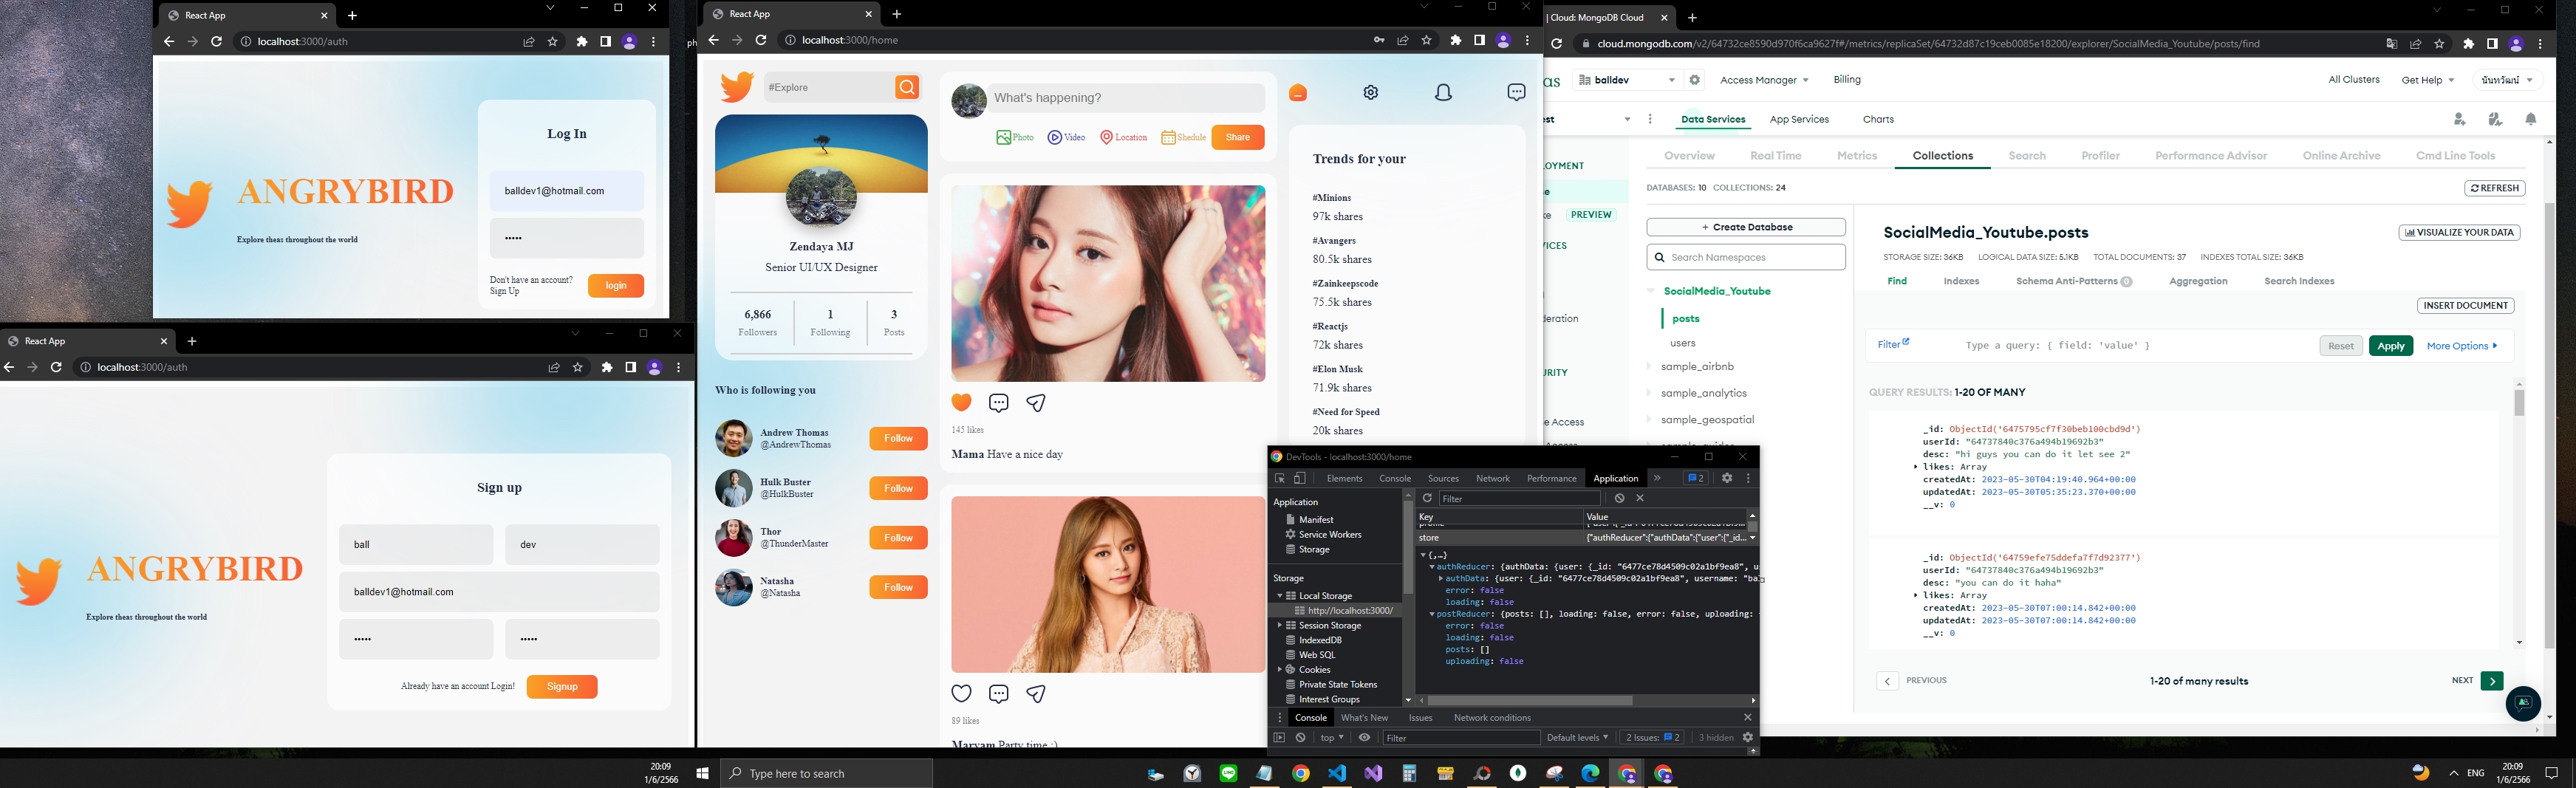 React App
localhost:3000/auth
Log In
balldev1@hotmail.com
ANGRYBIRD
•••••
Explore theas throughout the world
Don't have an account?
Sign Up
login
React App
localhost:3000/auth
Sign up
ball
dev
ANGRYBIRD
balldev1@hotmail.com
Explore theas throughout the world
•••••
•••••
Already have an account Login!
Signup
ph
React App
localhost:3000/home
#Explore
What's happening?
Photo
Video
Location
Shedule
Share
Zendaya MJ
Senior UI/UX Designer
6,866
1
3
Followers
Following
Posts
Who is following you
Andrew Thomas
@AndrewThomas
Follow
Hulk Buster
@HulkBuster
Follow
Thor
@ThunderMaster
Follow
Natasha
@Natasha
Follow
145 likes
Mama Have a nice day
89 likes
Maryam Party time :)
Trends for your
#Minions
97k shares
#Avangers
80.5k shares
#Zainkeepscode
75.5k shares
#Reactjs
72k shares
#Elon Musk
71.9k shares
#Need for Speed
20k shares
DevTools - localhost:3000/home
Elements Console Sources Network Performance Application » 2
Application
Filter
Manifest
Service Workers
Storage
Storage
Local Storage
http://localhost:3000/
Session Storage
IndexedDB
Web SQL
Cookies
Private State Tokens
Interest Groups
Key
Value
store
{"authReducer":{"authData":{"user":{"_id...
{,…}
authReducer: {authData: {user: {_id: "6477ce78d4509c02a1bf9ea8", u
authData: {user: {_id: "6477ce78d4509c02a1bf9ea8", username: "ba
error: false
loading: false
postReducer: {posts: [], loading: false, error: false, uploading:
error: false
loading: false
posts: []
uploading: false
Console What's New Issues Network conditions
top
Filter
Default levels
2 Issues: 2
3 hidden
| Cloud: MongoDB Cloud
cloud.mongodb.com/v2/64732ce8590d970f6ca9627f#/metrics/replicaSet/64732d87c19ceb0085e18200/explorer/SocialMedia_Youtube/posts/find
as
balldev
Access Manager
Billing
All Clusters
Get Help
นันทวัฒน์
est
Data Services
App Services
Charts
LOYMENT
e
ke
PREVIEW
ICES
deration
URITY
e Access
Overview Real Time Metrics Collections Search Profiler Performance Advisor Online Archive Cmd Line Tools
DATABASES: 10 COLLECTIONS: 24
REFRESH
+ Create Database
Search Namespaces
SocialMedia_Youtube
posts
users
sample_airbnb
sample_analytics
sample_geospatial
SocialMedia_Youtube.posts
VISUALIZE YOUR DATA
STORAGE SIZE: 36KB LOGICAL DATA SIZE: 5.1KB TOTAL DOCUMENTS: 37 INDEXES TOTAL SIZE: 36KB
Find Indexes Schema Anti-Patterns 0 Aggregation Search Indexes
INSERT DOCUMENT
Filter
Type a query: { field: 'value' }
Reset
Apply
More Options
QUERY RESULTS: 1-20 OF MANY
_id: ObjectId('6475795cf7f30beb100cbd9d')
userId: "64737840c376a494b19692b3"
desc: "hi guys you can do it let see 2"
likes: Array
createdAt: 2023-05-30T04:19:40.964+00:00
updatedAt: 2023-05-30T05:35:23.370+00:00
__v: 0
_id: ObjectId('64759efe75ddefa7f7d92377')
userId: "64737840c376a494b19692b3"
desc: "you can do it haha"
likes: Array
createdAt: 2023-05-30T07:00:14.842+00:00
updatedAt: 2023-05-30T07:00:14.842+00:00
__v: 0
PREVIOUS
1-20 of many results
NEXT
20:09
1/6/2566
Type here to search
ENG
20:09
1/6/2566